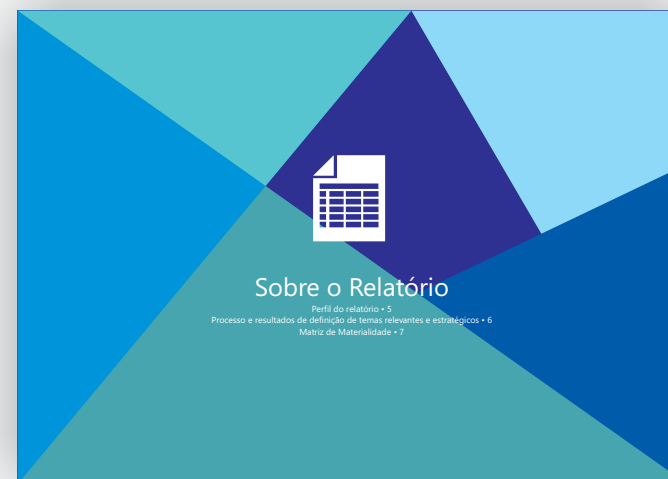 Sobre o Relatório
Perfil do relatório • 5
Processo e resultados de definição de temas relevantes e estratégicos • 6
Matriz de Materialidade • 7